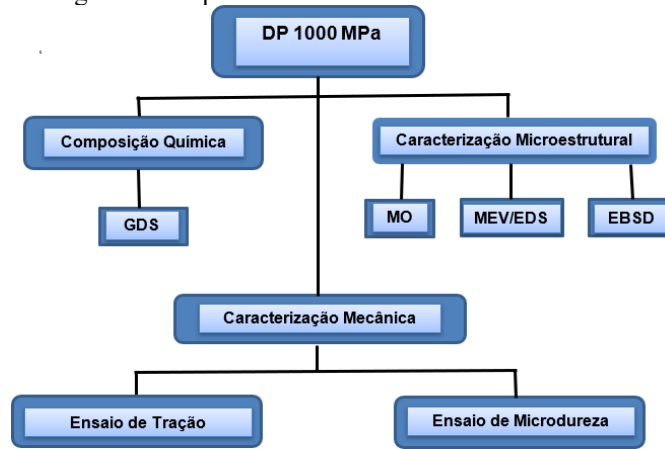 DP 1000 MPa
Composição Química
Caracterização Microestrutural
GDS
MO
MEV/EDS
EBSD
Caracterização Mecânica
Ensaio de Tração
Ensaio de Microdureza